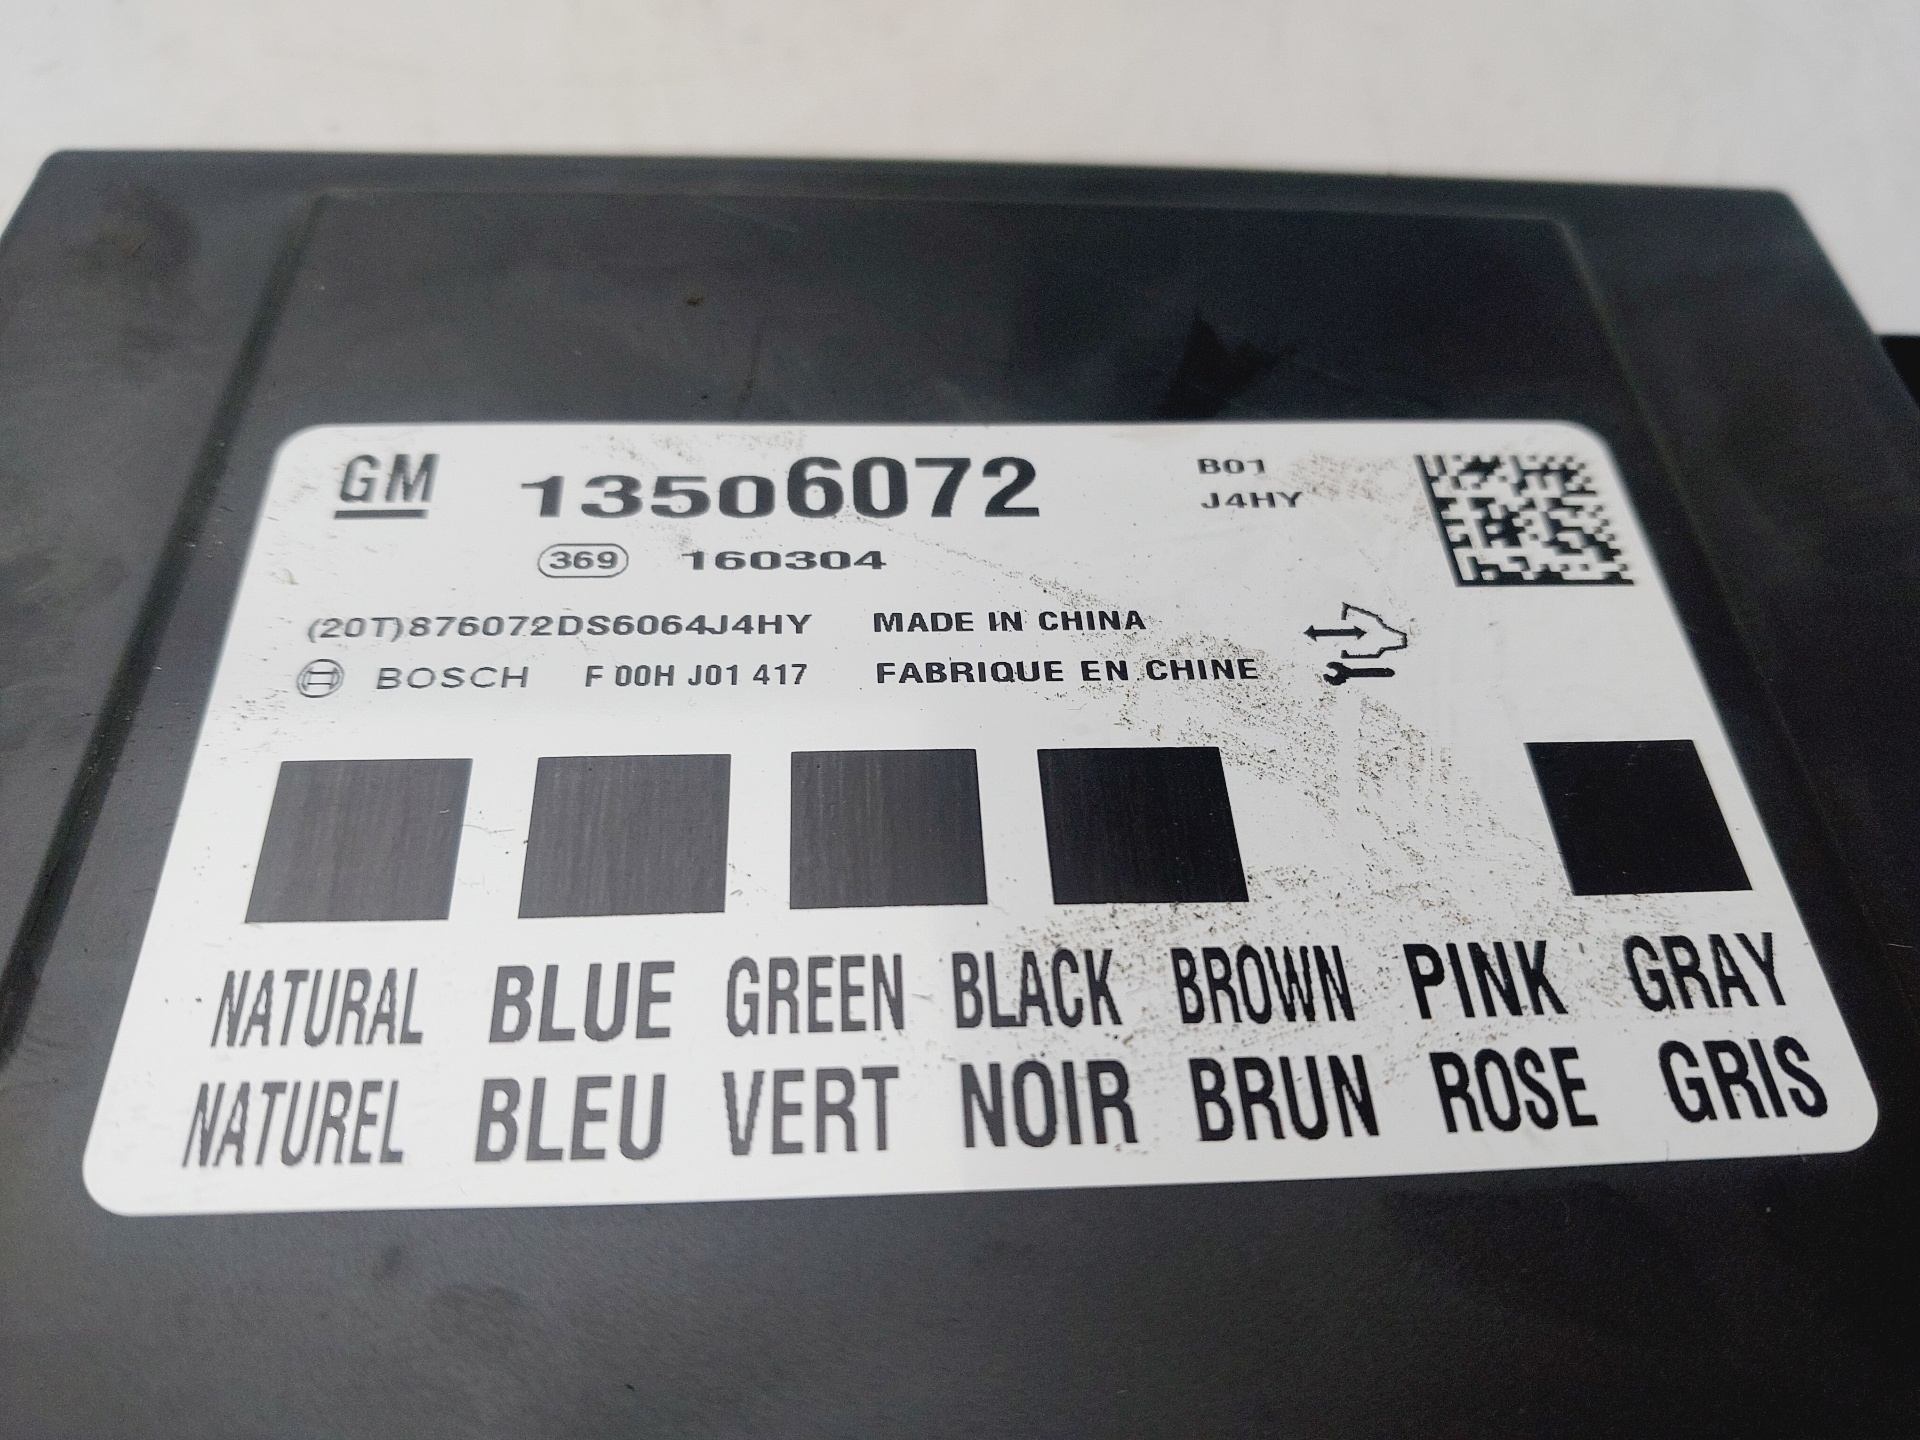 GM 13506072 B01
J4HY
369 160304
(20T)876072DS6064J4HY MADE IN CHINA
BOSCH F 00H J01 417 FABRIQUE EN CHINE
NATURAL BLUE GREEN BLACK BROWN PINK GRAY
NATUREL BLEU VERT NOIR BRUN ROSE GRIS